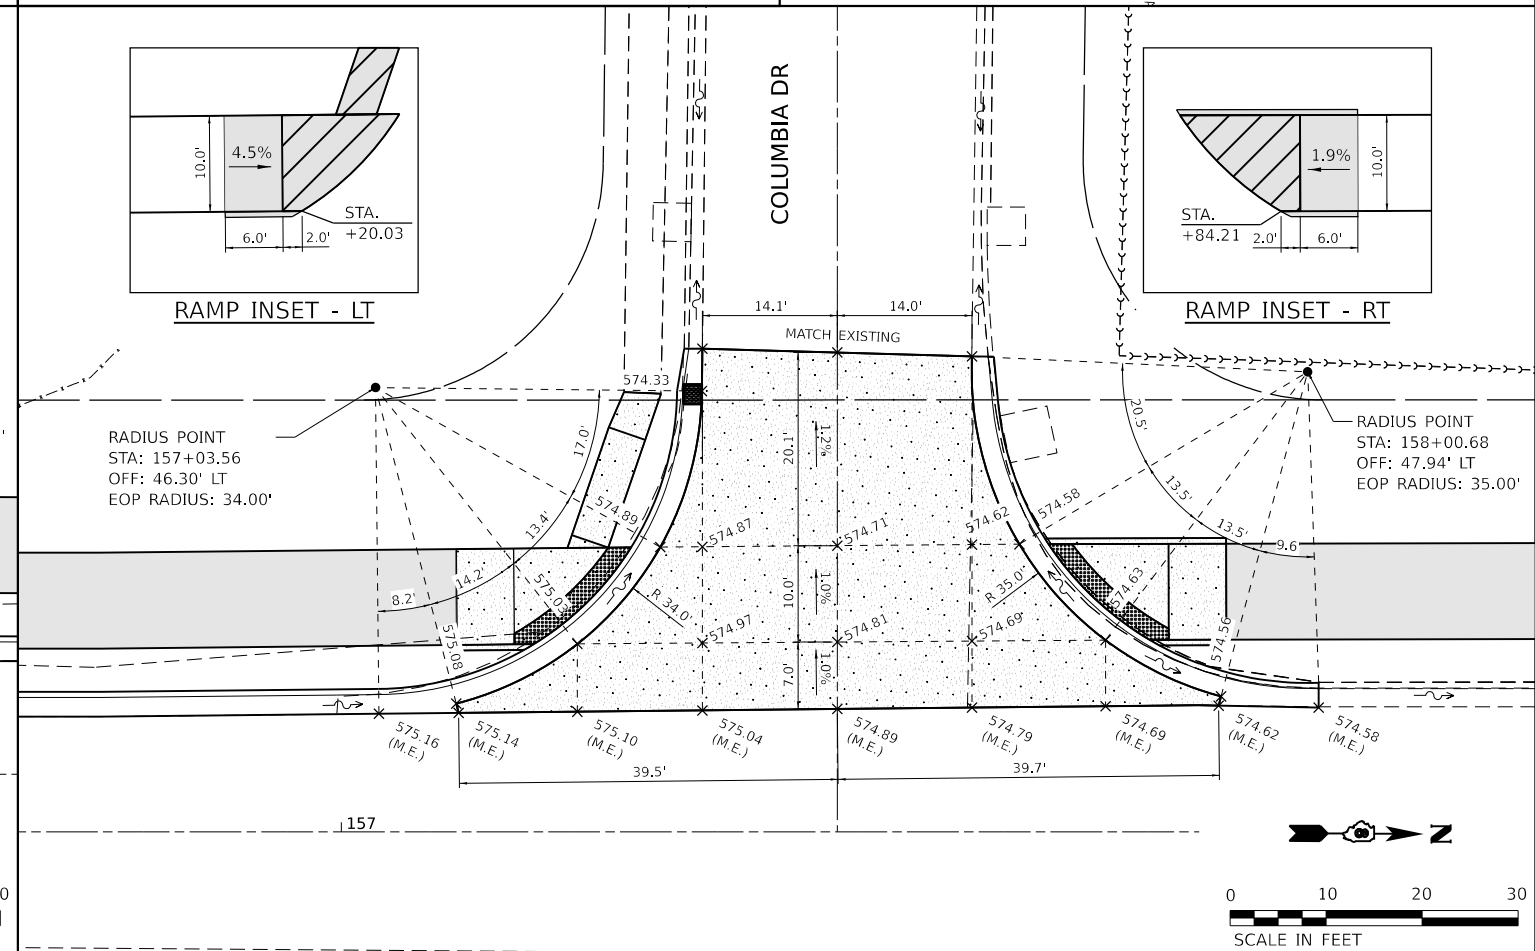 10.0'
4.5%
STA.
+20.03
6.0'
2.0'
RAMP INSET - LT
COLUMBIA DR
10.0'
1.9%
STA.
+84.21
2.0'
6.0'
RAMP INSET - RT
14.1'
14.0'
MATCH EXISTING
574.33
RADIUS POINT
STA: 157+03.56
OFF: 46.30' LT
EOP RADIUS: 34.00'
RADIUS POINT
STA: 158+00.68
OFF: 47.94' LT
EOP RADIUS: 35.00'
17.0'
13.4'
14.2'
8.2'
20.1'
1.2%
20.5'
13.5'
13.5'
9.6
574.89
574.87
574.71
574.62
574.58
575.03
575.08
R 34.0'
10.0'
1.0%
R 35.0'
574.63
574.56
574.97
574.81
574.69
7.0'
1.0%
575.16
(M.E.)
575.14
(M.E.)
575.10
(M.E.)
575.04
(M.E.)
574.89
(M.E.)
574.79
(M.E.)
574.69
(M.E.)
574.62
(M.E.)
574.58
(M.E.)
39.5'
39.7'
157
N
0 10 20 30
SCALE IN FEET
0